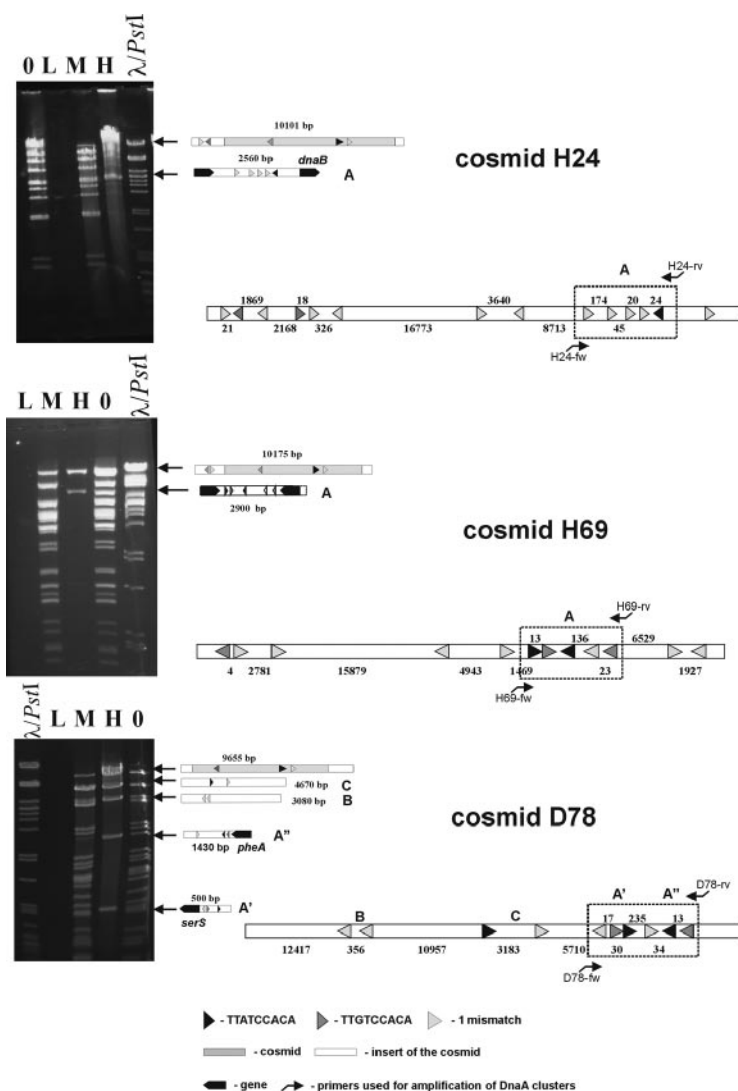 0 L M H λ/PstI
10101 bp
2560 bp dnaB
A
cosmid H24
A H24-rv
1869 18 3640 174 20 24
21 2168 326 16773 8713 45
H24-fw
L M H 0 λ/PstI
10175 bp
A
2900 bp
cosmid H69
A H69-rv
13 136 6529
4 2781 15879 4943 1469 23 1927
H69-fw
λ/PstI L M H 0
9655 bp
4670 bp C
3080 bp B
A"
1430 bp pheA
cosmid D78
500 bp
A'
serS
D78-rv
B C A' A"
17 235 13
12417 356 10957 3183 5710 30 34
D78-fw
- TTATCCACA - TTGTCCACA - 1 mismatch
- cosmid - insert of the cosmid
- gene - primers used for amplification of DnaA clusters